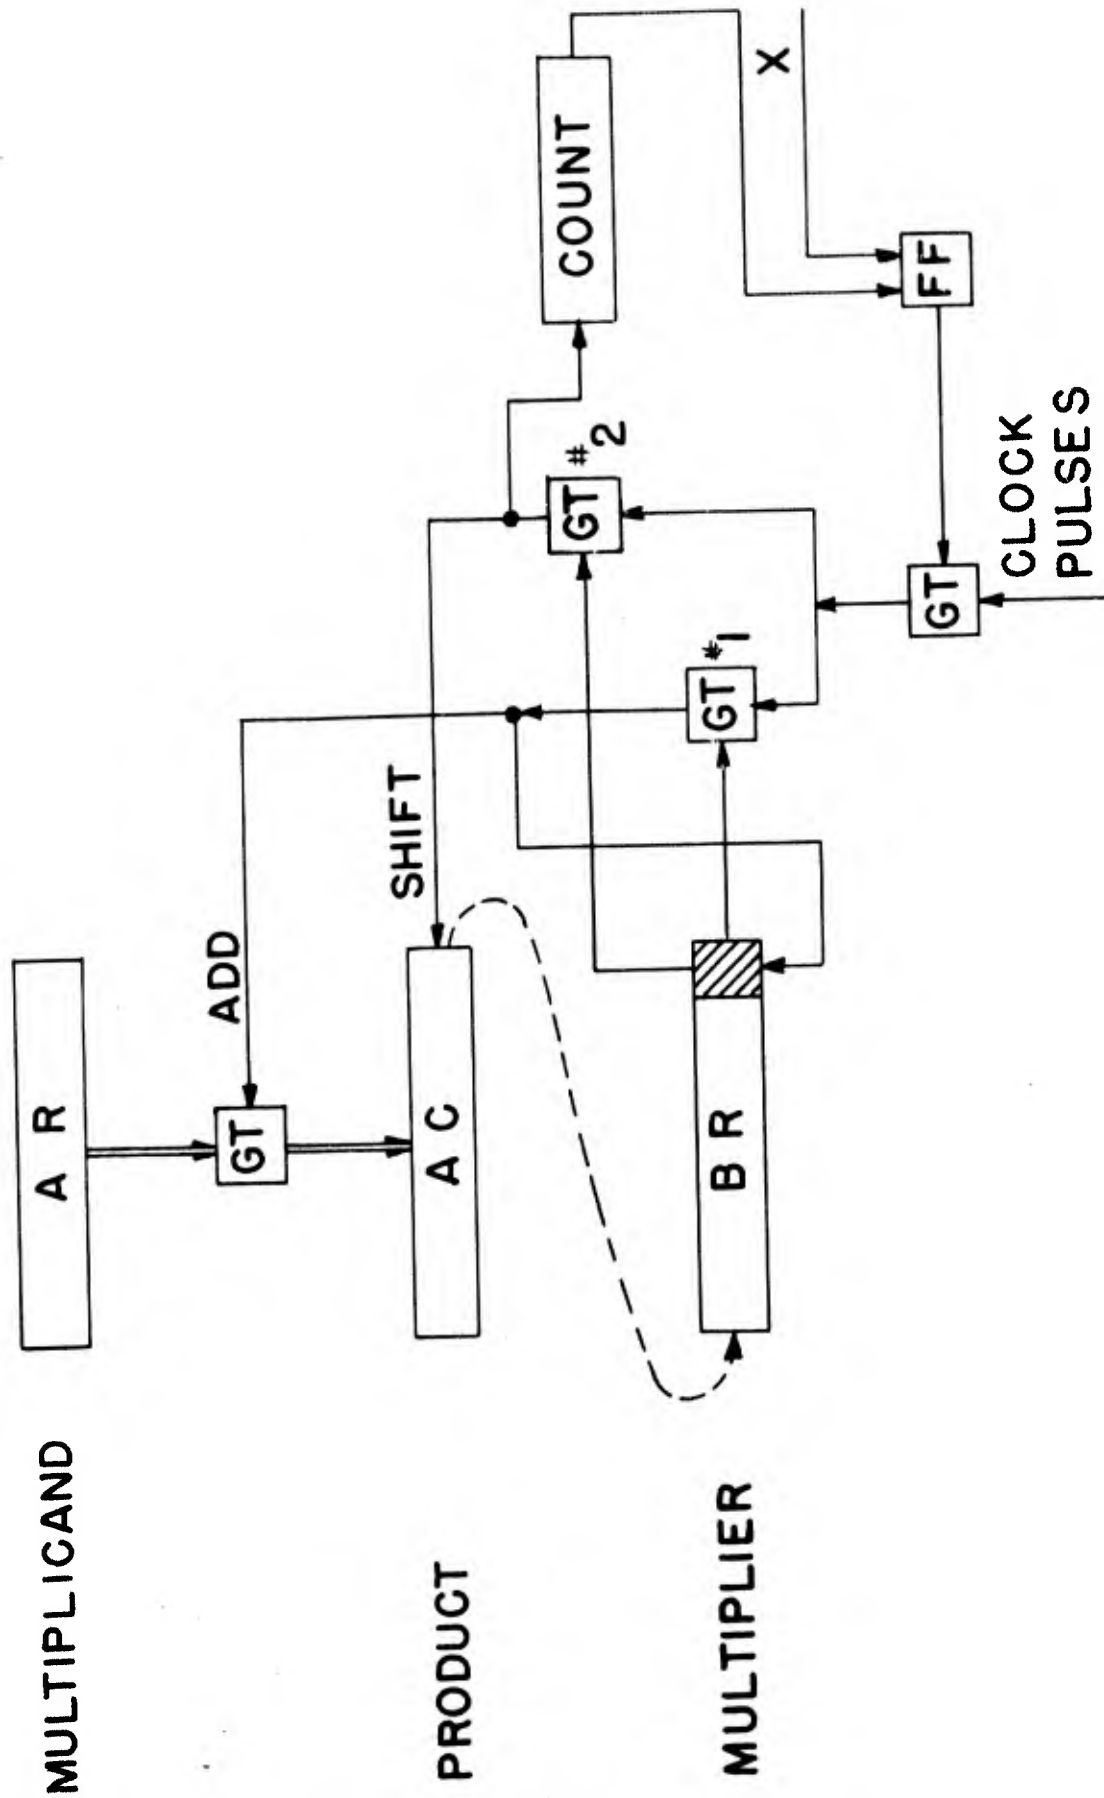 MULTIPLICAND
A R
ADD
GT
PRODUCT
A C
SHIFT
COUNT
GT #2
MULTIPLIER
B R
GT #1
X
FF
GT
CLOCK
PULSES